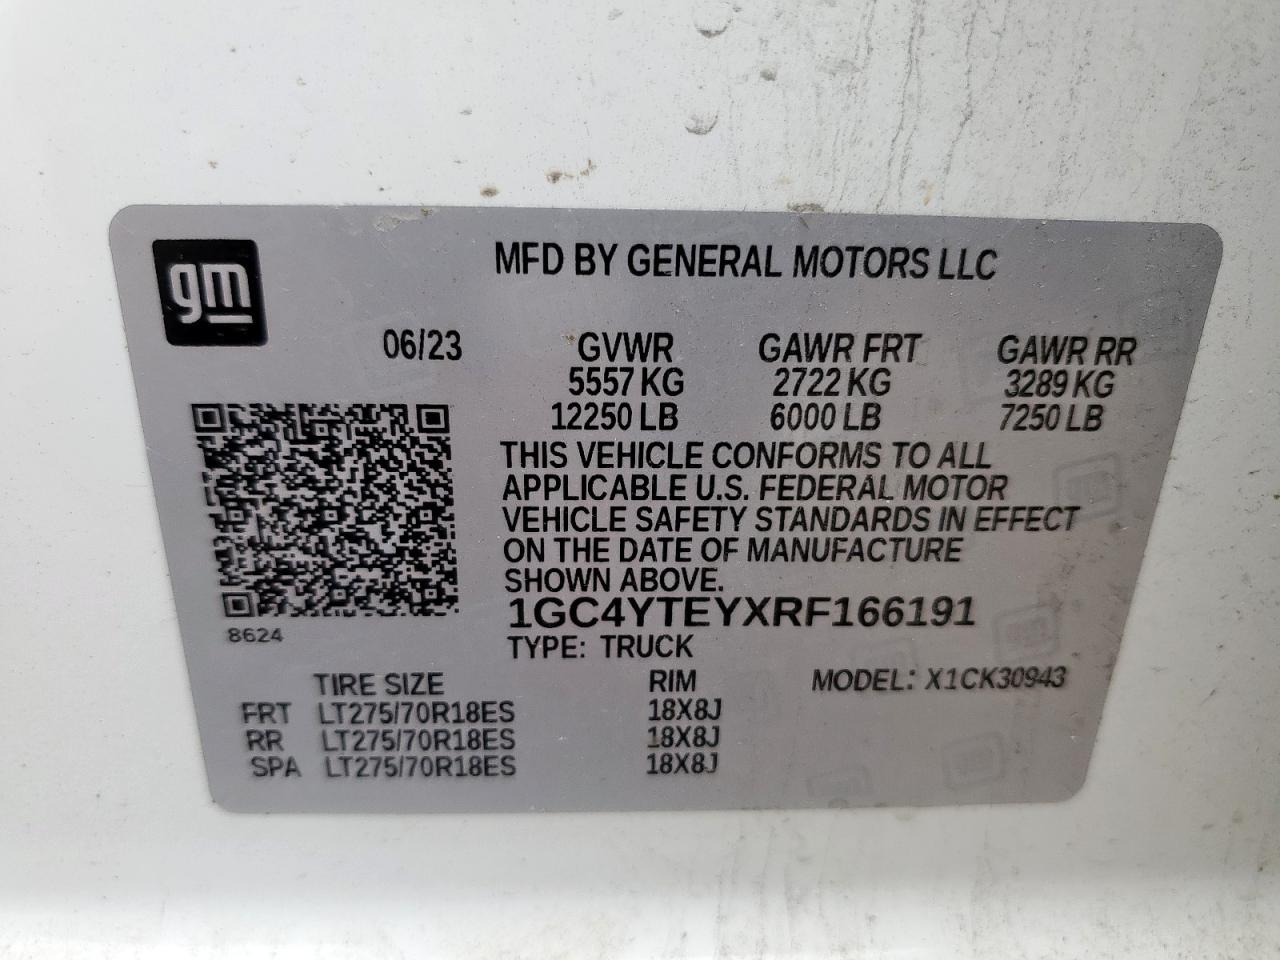 gm
MFD BY GENERAL MOTORS LLC
06/23 GVWR GAWR FRT GAWR RR
5557 KG 2722 KG 3289 KG
12250 LB 6000 LB 7250 LB
THIS VEHICLE CONFORMS TO ALL
APPLICABLE U.S. FEDERAL MOTOR
VEHICLE SAFETY STANDARDS IN EFFECT
ON THE DATE OF MANUFACTURE
SHOWN ABOVE.
1GC4YTEYXRF166191
8624
TYPE: TRUCK
TIRE SIZE RIM MODEL: X1CK30943
FRT LT275/70R18ES 18X8J
RR LT275/70R18ES 18X8J
SPA LT275/70R18ES 18X8J